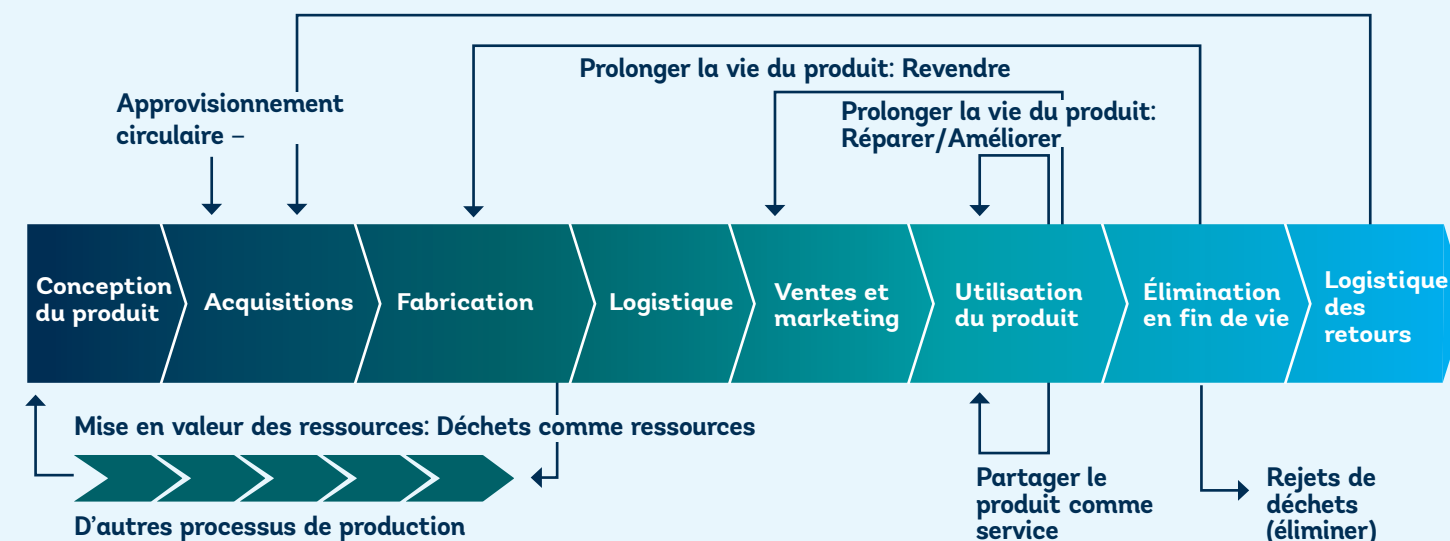 Prolonger la vie du produit: Revendre
Approvisionnement
circulaire –
Prolonger la vie du produit:
Réparer/Améliorer
Conception
du produit
Acquisitions
Fabrication
Logistique
Ventes et
marketing
Utilisation
du produit
Élimination
en fin de vie
Logistique
des
retours
Mise en valeur des ressources: Déchets comme ressources
D'autres processus de production
Partager le
produit comme
service
Rejets de
déchets
(éliminer)